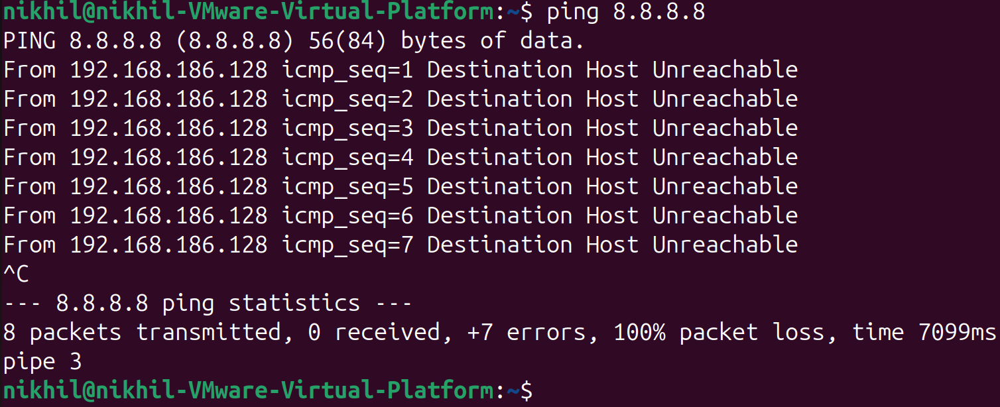 nikhil@nikhil-VMware-Virtual-Platform:~$ ping 8.8.8.8
PING 8.8.8.8 (8.8.8.8) 56(84) bytes of data.
From 192.168.186.128 icmp_seq=1 Destination Host Unreachable
From 192.168.186.128 icmp_seq=2 Destination Host Unreachable
From 192.168.186.128 icmp_seq=3 Destination Host Unreachable
From 192.168.186.128 icmp_seq=4 Destination Host Unreachable
From 192.168.186.128 icmp_seq=5 Destination Host Unreachable
From 192.168.186.128 icmp_seq=6 Destination Host Unreachable
From 192.168.186.128 icmp_seq=7 Destination Host Unreachable
^C
--- 8.8.8.8 ping statistics ---
8 packets transmitted, 0 received, +7 errors, 100% packet loss, time 7099ms
pipe 3
nikhil@nikhil-VMware-Virtual-Platform:~$